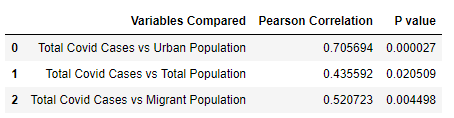 Variables Compared Pearson Correlation P value
0 Total Covid Cases vs Urban Population 0.705694 0.000027
1 Total Covid Cases vs Total Population 0.435592 0.020509
2 Total Covid Cases vs Migrant Population 0.520723 0.004498